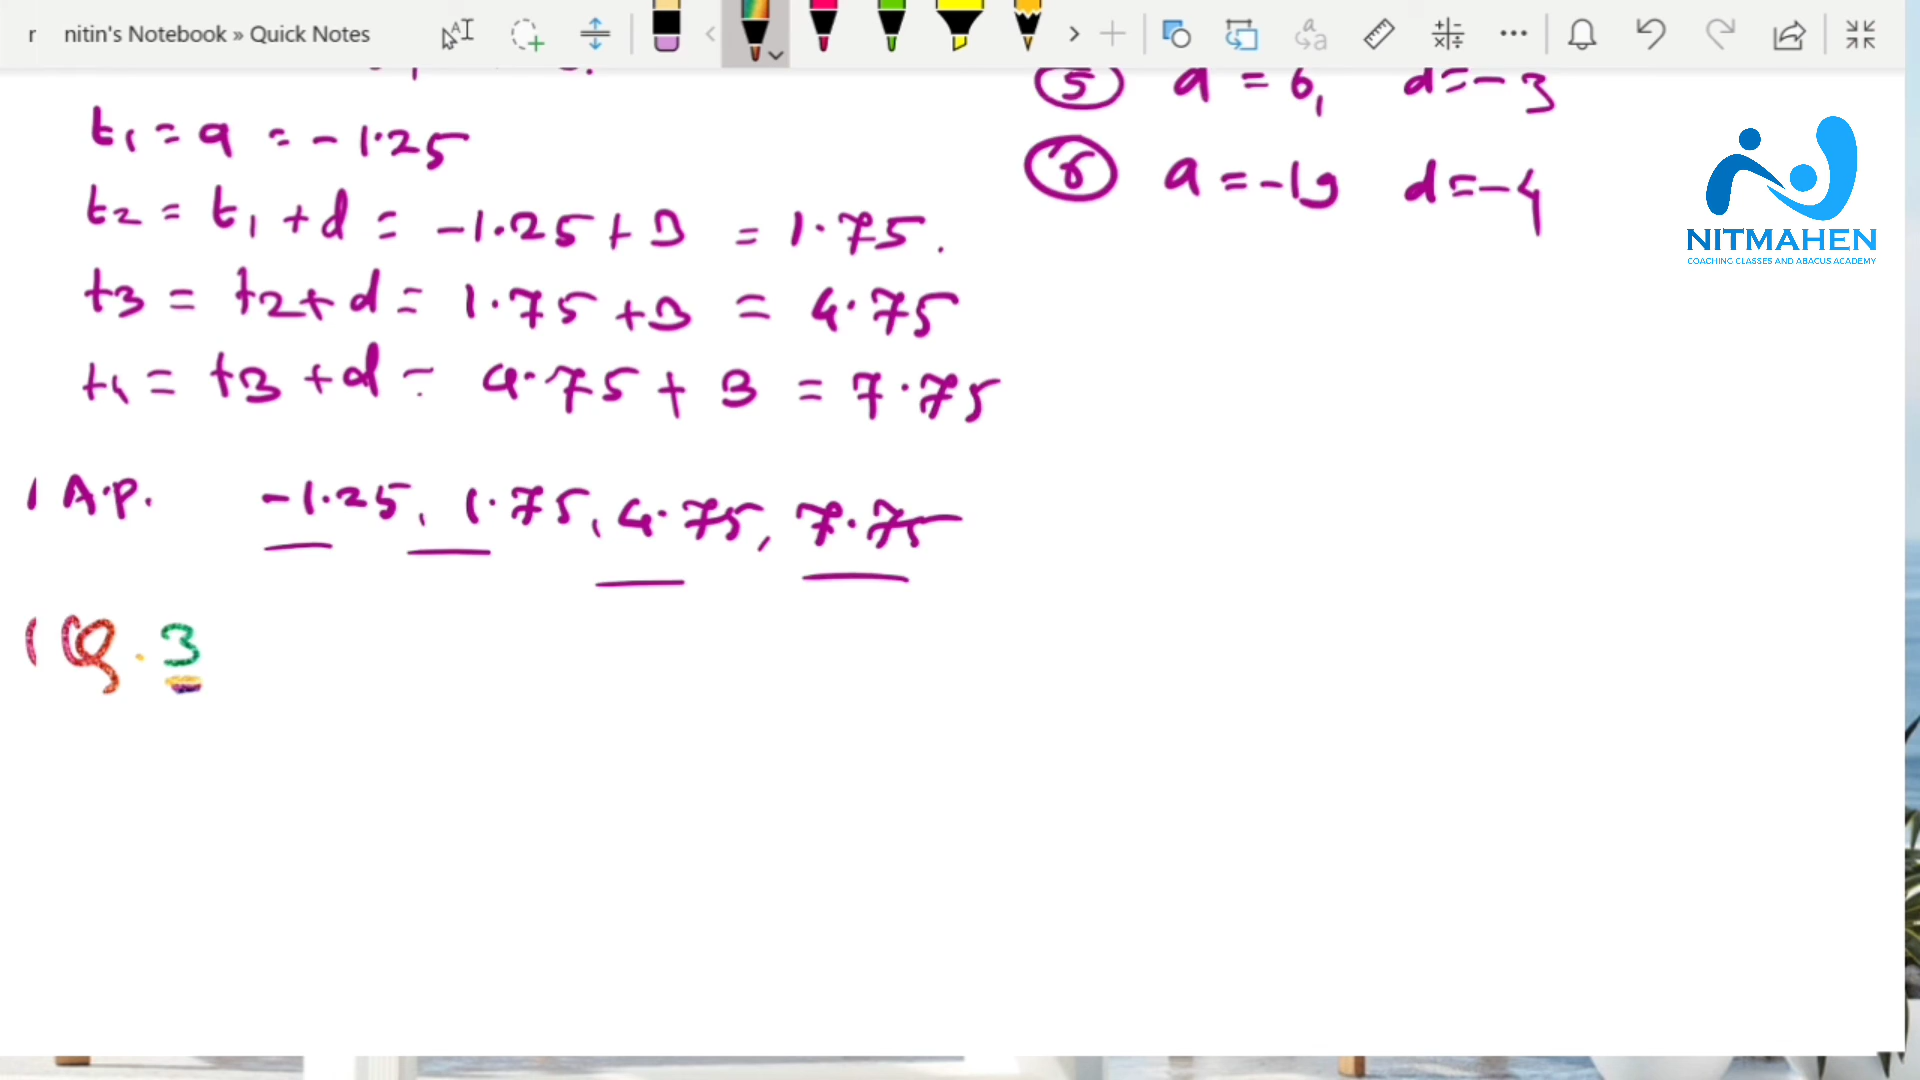 nitin's Notebook » Quick Notes
t1 = a = -1.25
t2 = t1 + d = -1.25 + 3 = 1.75.
t3 = t2 + d = 1.75 + 3 = 4.75
t4 = t3 + d = 4.75 + 3 = 7.75
A.P. -1.25, 1.75, 4.75, 7.75
Q.3
5 a = 6, d = -3
6 a = -19 d = -4
NITMAHEN
COACHING CLASSES AND ABACUS ACADEMY